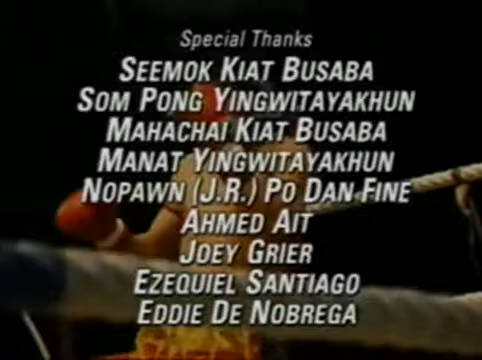 Special Thanks
SEEMOK KIAT BUSABA
SOM PONG YINGWITAYAKHUN
MAHACHAI KIAT BUSABA
MANAT YINGWITAYAKHUN
NOPAWN (J.R.) PO DAN FINE
AHMED AIT
JOEY GRIER
EZEQUIEL SANTIAGO
EDDIE DE NOBREGA